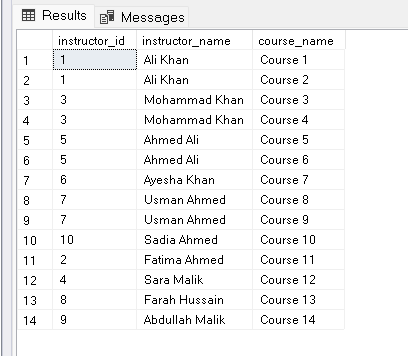 Results Messages
instructor_id instructor_name course_name
1 1 Ali Khan Course 1
2 1 Ali Khan Course 2
3 3 Mohammad Khan Course 3
4 3 Mohammad Khan Course 4
5 5 Ahmed Ali Course 5
6 5 Ahmed Ali Course 6
7 6 Ayesha Khan Course 7
8 7 Usman Ahmed Course 8
9 7 Usman Ahmed Course 9
10 10 Sadia Ahmed Course 10
11 2 Fatima Ahmed Course 11
12 4 Sara Malik Course 12
13 8 Farah Hussain Course 13
14 9 Abdullah Malik Course 14